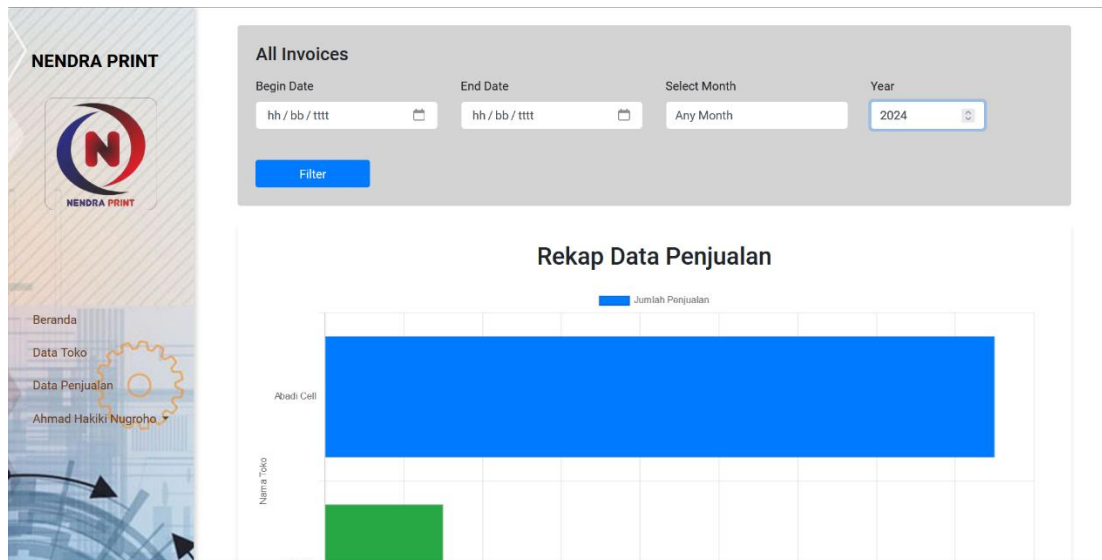 NENDRA PRINT
N
NENDRA PRINT
Beranda
Data Toko
Data Penjualan
Ahmad Hakiki Nugroho
All Invoices
Begin Date
End Date
Select Month
Year
hh / bb / tttt
hh / bb / tttt
Any Month
2024
Filter
Rekap Data Penjualan
Jumlah Penjualan
Abadi Cell
Nama Toko